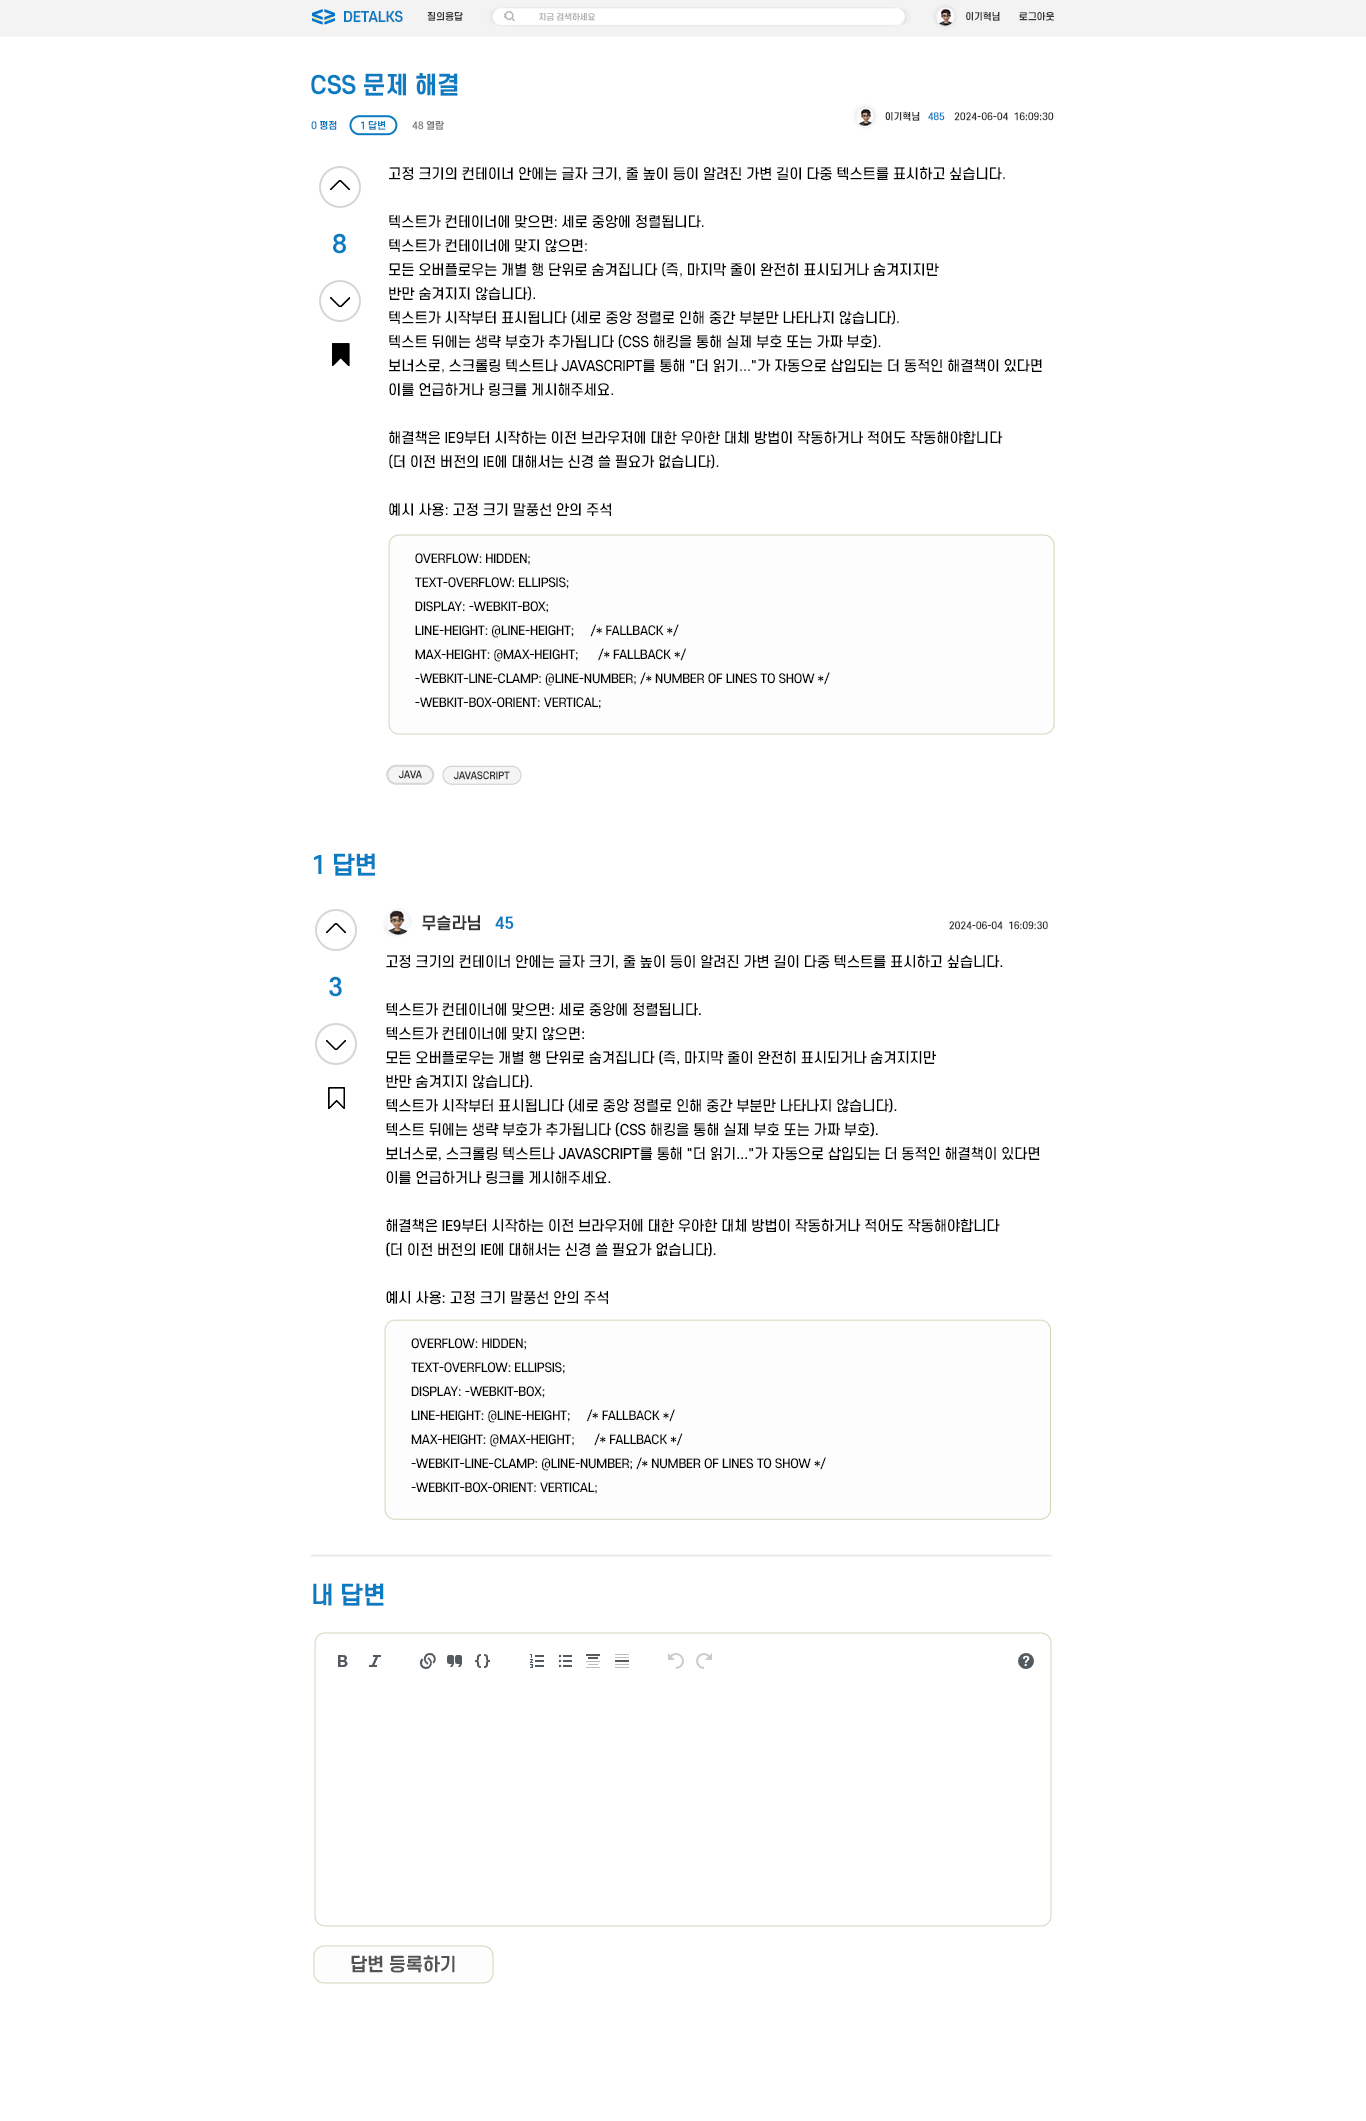 DETALKS 질의응답 지금 검색하세요 이기혁님 로그아웃
CSS 문제 해결
0 평점 1 답변 48 열람 이기혁님 485 2024-06-04 16:09:30
고정 크기의 컨테이너 안에는 글자 크기, 줄 높이 등이 알려진 가변 길이 다중 텍스트를 표시하고 싶습니다.
텍스트가 컨테이너에 맞으면: 세로 중앙에 정렬됩니다.
8
텍스트가 컨테이너에 맞지 않으면:
모든 오버플로우는 개별 행 단위로 숨겨집니다 (즉, 마지막 줄이 완전히 표시되거나 숨겨지지만
반만 숨겨지지 않습니다).
텍스트가 시작부터 표시됩니다 (세로 중앙 정렬로 인해 중간 부분만 나타나지 않습니다).
텍스트 뒤에는 생략 부호가 추가됩니다 (CSS 해킹을 통해 실제 부호 또는 가짜 부호).
보너스로, 스크롤링 텍스트나 JAVASCRIPT를 통해 "더 읽기..."가 자동으로 삽입되는 더 동적인 해결책이 있다면
이를 언급하거나 링크를 게시해주세요.
해결책은 IE9부터 시작하는 이전 브라우저에 대한 우아한 대체 방법이 작동하거나 적어도 작동해야합니다
(더 이전 버전의 IE에 대해서는 신경 쓸 필요가 없습니다).
예시 사용: 고정 크기 말풍선 안의 주석
OVERFLOW: HIDDEN;
TEXT-OVERFLOW: ELLIPSIS;
DISPLAY: -WEBKIT-BOX;
LINE-HEIGHT: @LINE-HEIGHT; /* FALLBACK */
MAX-HEIGHT: @MAX-HEIGHT; /* FALLBACK */
-WEBKIT-LINE-CLAMP: @LINE-NUMBER; /* NUMBER OF LINES TO SHOW */
-WEBKIT-BOX-ORIENT: VERTICAL;
JAVA JAVASCRIPT
1 답변
무슬라님 45 2024-06-04 16:09:30
고정 크기의 컨테이너 안에는 글자 크기, 줄 높이 등이 알려진 가변 길이 다중 텍스트를 표시하고 싶습니다.
3
텍스트가 컨테이너에 맞으면: 세로 중앙에 정렬됩니다.
텍스트가 컨테이너에 맞지 않으면:
모든 오버플로우는 개별 행 단위로 숨겨집니다 (즉, 마지막 줄이 완전히 표시되거나 숨겨지지만
반만 숨겨지지 않습니다).
텍스트가 시작부터 표시됩니다 (세로 중앙 정렬로 인해 중간 부분만 나타나지 않습니다).
텍스트 뒤에는 생략 부호가 추가됩니다 (CSS 해킹을 통해 실제 부호 또는 가짜 부호).
보너스로, 스크롤링 텍스트나 JAVASCRIPT를 통해 "더 읽기..."가 자동으로 삽입되는 더 동적인 해결책이 있다면
이를 언급하거나 링크를 게시해주세요.
해결책은 IE9부터 시작하는 이전 브라우저에 대한 우아한 대체 방법이 작동하거나 적어도 작동해야합니다
(더 이전 버전의 IE에 대해서는 신경 쓸 필요가 없습니다).
예시 사용: 고정 크기 말풍선 안의 주석
OVERFLOW: HIDDEN;
TEXT-OVERFLOW: ELLIPSIS;
DISPLAY: -WEBKIT-BOX;
LINE-HEIGHT: @LINE-HEIGHT; /* FALLBACK */
MAX-HEIGHT: @MAX-HEIGHT; /* FALLBACK */
-WEBKIT-LINE-CLAMP: @LINE-NUMBER; /* NUMBER OF LINES TO SHOW */
-WEBKIT-BOX-ORIENT: VERTICAL;
내 답변
답변 등록하기